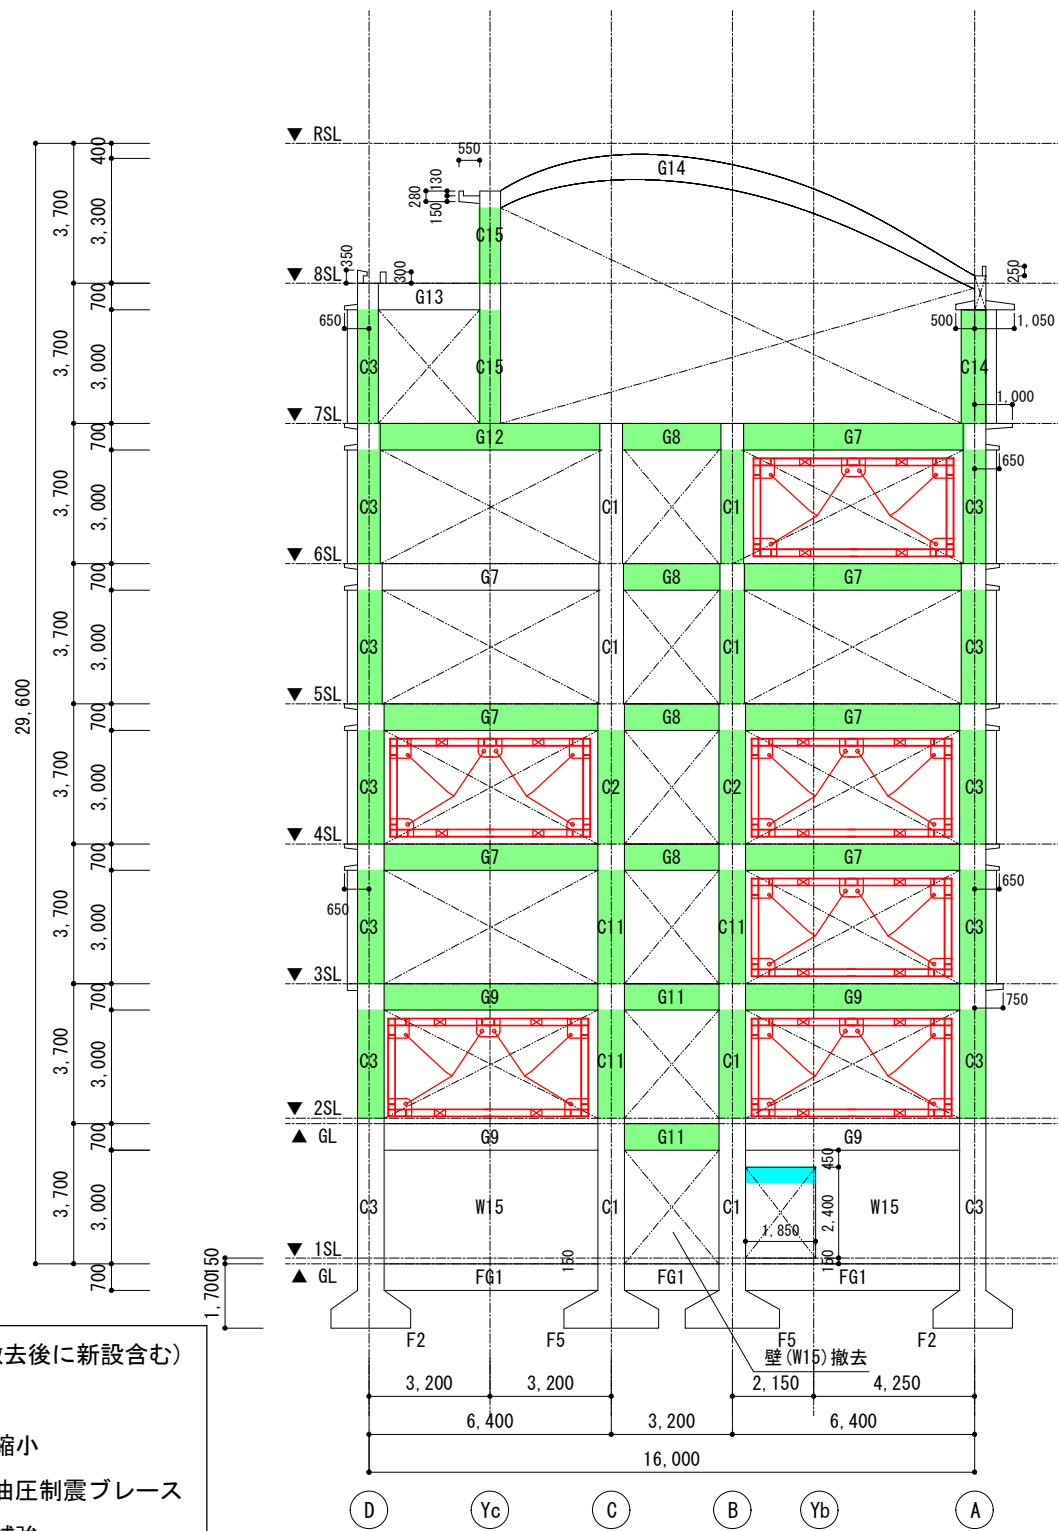 RSL
400
550
G14
130
280
150
3,700
3,300
C15
350
8SL
300
250
700
G13
650
500
1,050
3,700
3,000
C3
C15
C14
1,000
7SL
700
G12
G8
G7
650
3,700
3,000
C3
C1
C1
C3
6SL
700
G7
G8
G7
3,700
3,000
C3
C1
C1
C3
29,600
5SL
700
G7
G8
G7
3,700
3,000
C3
C2
C2
C3
4SL
700
G7
G8
G7
650
650
3,700
3,000
C3
C11
C11
C3
3SL
700
G9
G11
G9
750
3,700
3,000
C3
C11
C1
C3
2SL
GL
700
G9
G11
G9
450
3,700
3,000
C3
W15
C1
C1
W15
C3
2,400
1,850
150
150
150
1SL
GL
700
1,700
FG1
FG1
FG1
F2
F5
F5
F2
去後に新設含む)
壁(W15)撤去
3,200
3,200
2,150
4,250
6,400
3,200
6,400
縮小
16,000
油圧制震ブレース
D
Yc
C
B
Yb
A